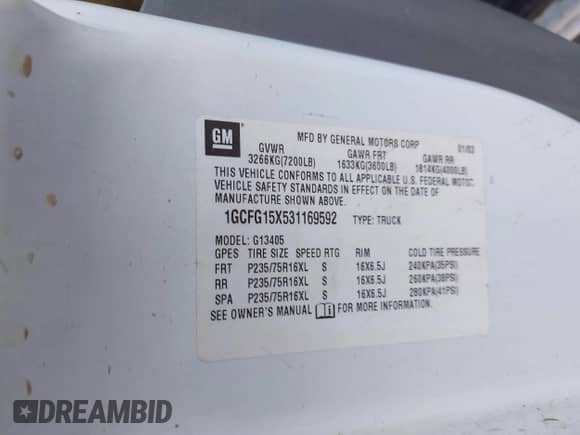 GM
MFD BY GENERAL MOTORS CORP 01/03
GVWR GAWR FRT GAWR RR
3266KG(7200LB) 1633KG(3600LB) 1814KG(4000LB)
THIS VEHICLE CONFORMS TO ALL APPLICABLE U.S. FEDERAL MOTOR
VEHICLE SAFETY STANDARDS IN EFFECT ON THE DATE OF
MANUFACTURE SHOWN ABOVE.
1GCFG15X531169592 TYPE: TRUCK
MODEL: G13405
GPES TIRE SIZE SPEED RTG RIM COLD TIRE PRESSURE
FRT P235/75R16XL S 16X6.5J 240KPA(35PSI)
RR P235/75R16XL S 16X6.5J 260KPA(38PSI)
SPA P235/75R16XL S 16X6.5J 280KPA(41PSI)
SEE OWNER'S MANUAL FOR MORE INFORMATION.
DREAMBID